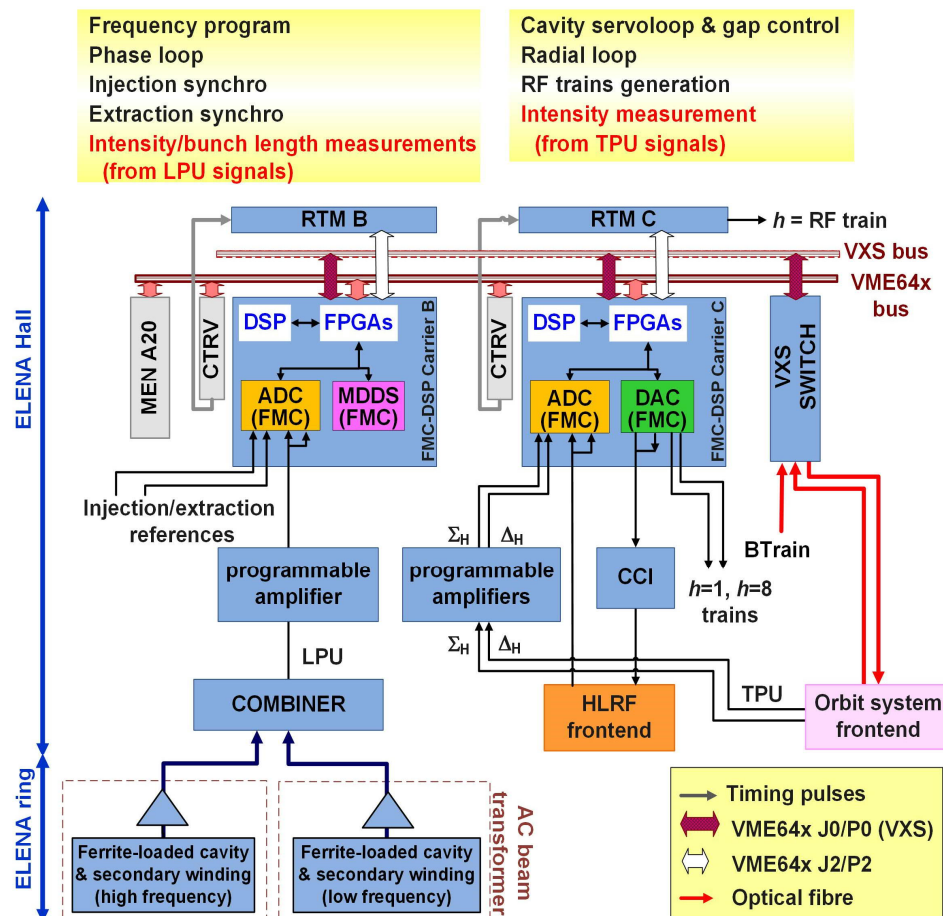 Frequency program
Phase loop
Injection synchro
Extraction synchro
Intensity/bunch length measurements
(from LPU signals)
Cavity servoloop & gap control
Radial loop
RF trains generation
Intensity measurement
(from TPU signals)
ELENA Hall
ELENA ring
RTM B
RTM C
h = RF train
VXS bus
VME64x
bus
MEN A20
CTRV
DSP
FPGAs
ADC
(FMC)
MDDS
(FMC)
FMC-DSP Carrier B
CTRV
DSP
FPGAs
ADC
(FMC)
DAC
(FMC)
FMC-DSP Carrier C
VXS
SWITCH
Injection/extraction
references
programmable
amplifier
LPU
COMBINER
ΣH
ΔH
programmable
amplifiers
ΣH
ΔH
CCI
h=1, h=8
trains
BTrain
TPU
HLRF
frontend
Orbit system
frontend
Ferrite-loaded cavity
& secondary winding
(high frequency)
Ferrite-loaded cavity
& secondary winding
(low frequency)
AC beam
transformer
Timing pulses
VME64x J0/P0 (VXS)
VME64x J2/P2
Optical fibre